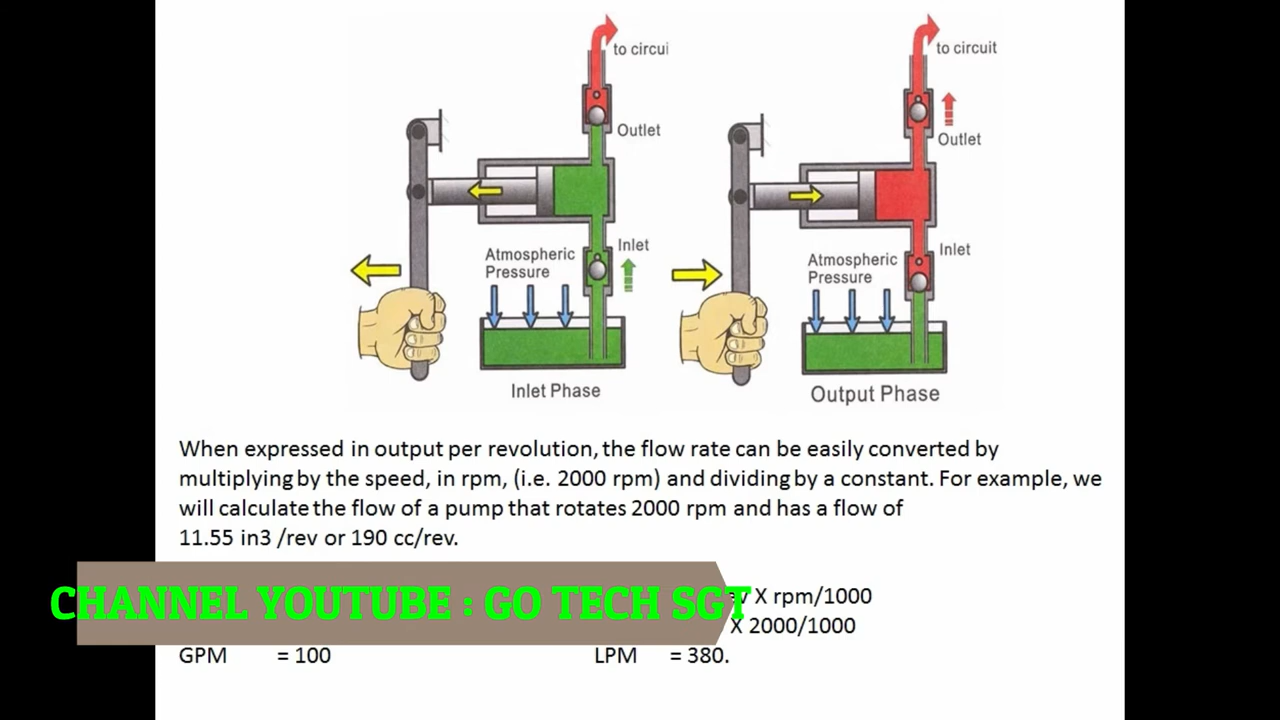 to circui
Outlet
Inlet
Atmospheric
Pressure
Inlet Phase
to circuit
Outlet
Inlet
Atmospheric
Pressure
Output Phase
When expressed in output per revolution, the flow rate can be easily converted by
multiplying by the speed, in rpm, (i.e. 2000 rpm) and dividing by a constant. For example, we
will calculate the flow of a pump that rotates 2000 rpm and has a flow of
11.55 in3 /rev or 190 cc/rev.
CHANNEL YOUTUBE : GO TECH SGT
X rpm/1000
X 2000/1000
GPM = 100 LPM = 380.